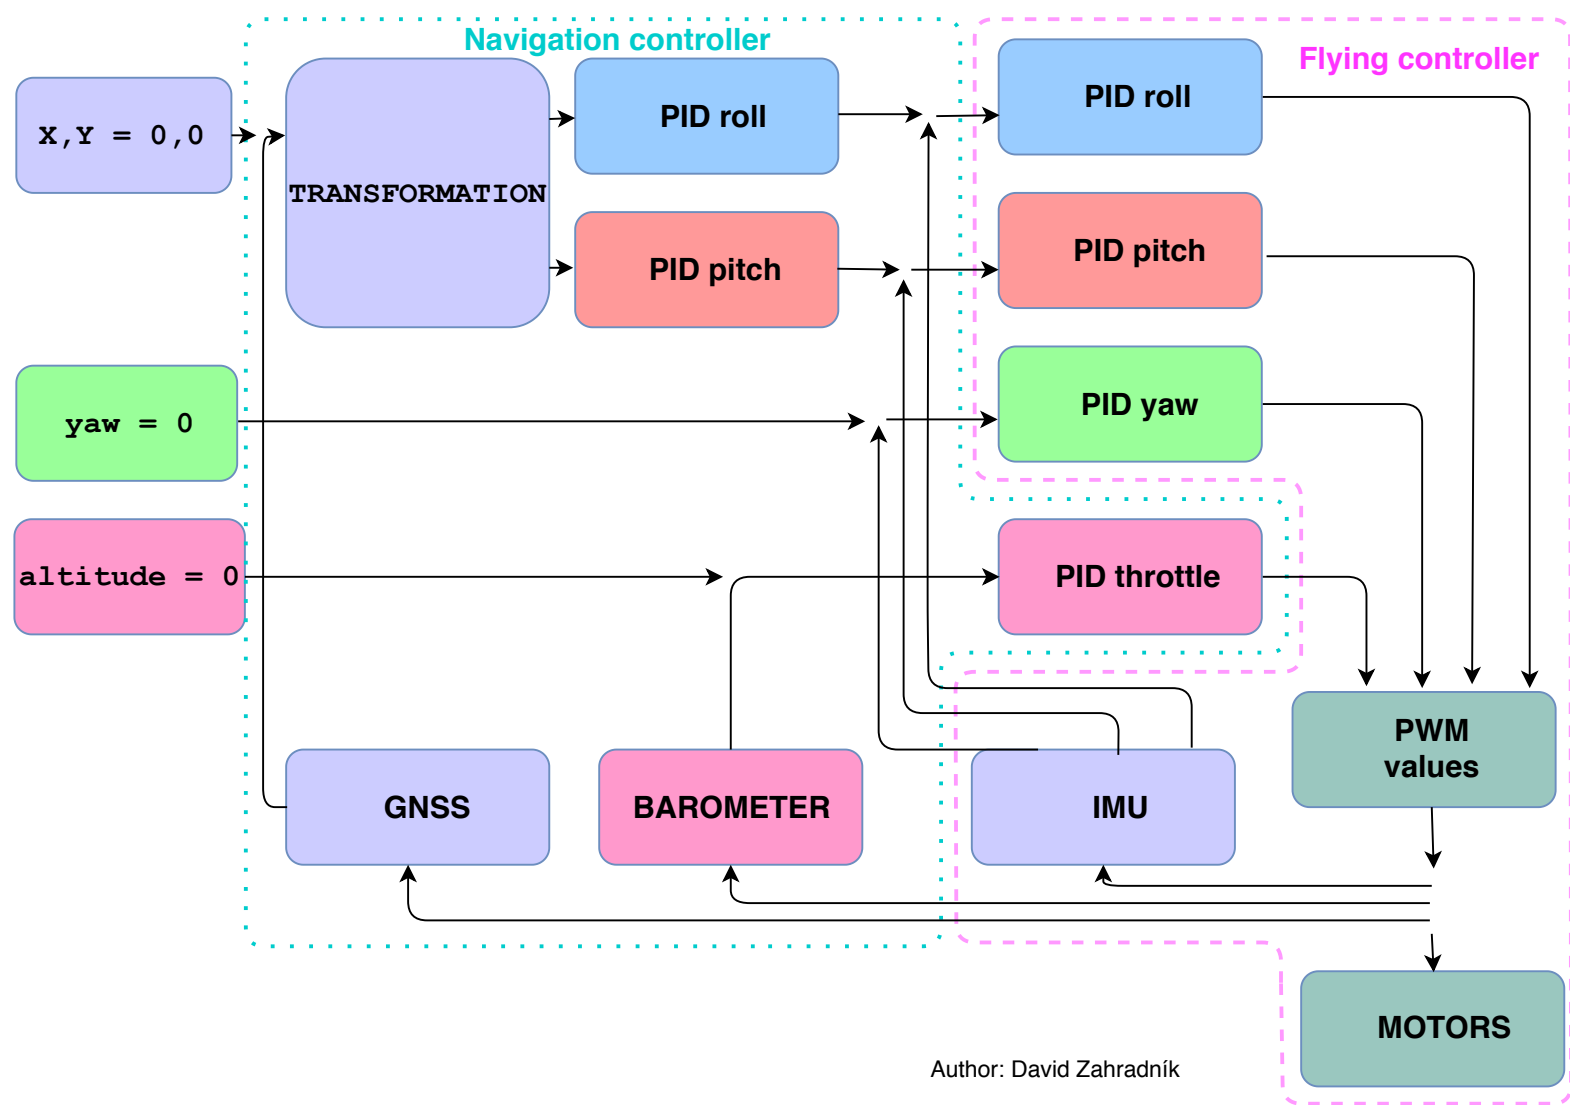 Navigation controller
Flying controller
X,Y = 0,0
TRANSFORMATION
PID roll
PID roll
PID pitch
PID pitch
yaw = 0
PID yaw
altitude = 0
PID throttle
GNSS
BAROMETER
IMU
PWM
values
MOTORS
Author: David Zahradník